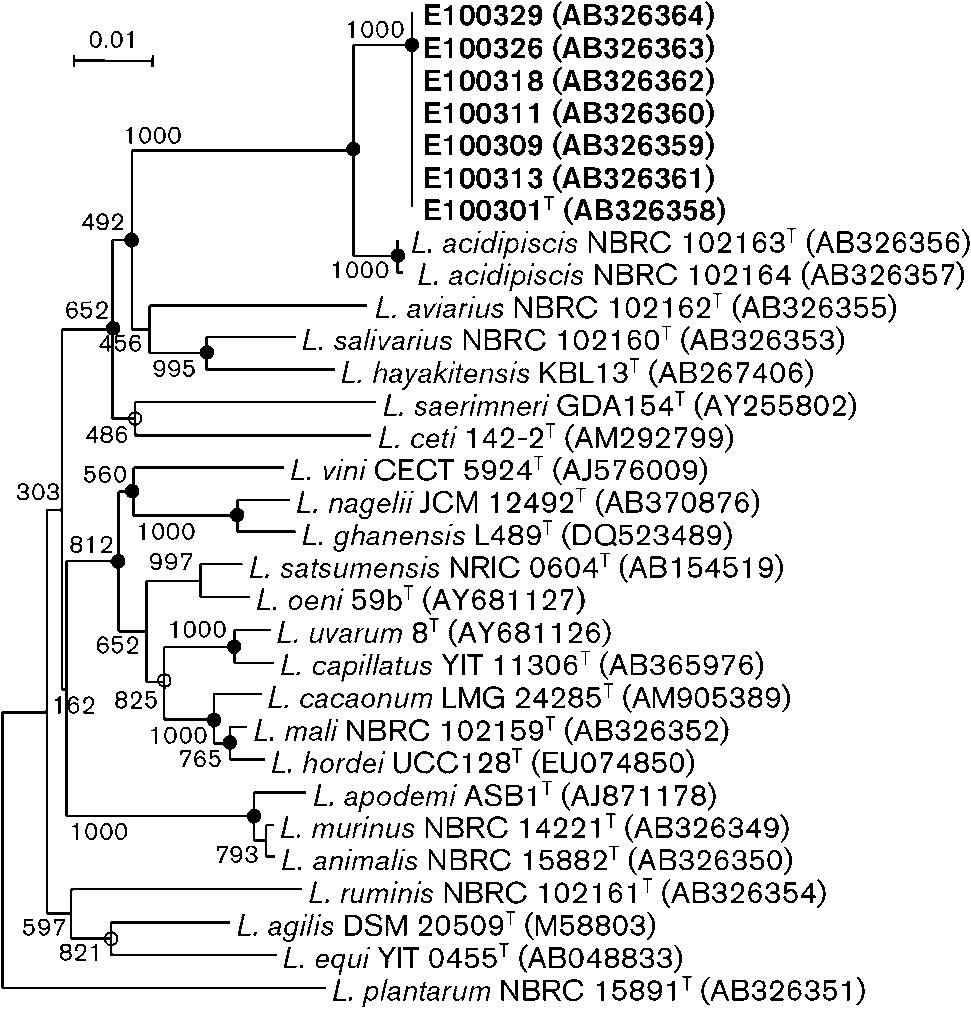 E100329 (AB326364)
1000
0.01
E100326 (AB326363)
E100318 (AB326362)
E100311 (AB326360)
1000
E100309 (AB326359)
E100313 (AB326361)
E100301ᵀ (AB326358)
492
L. acidipiscis NBRC 102163ᵀ (AB326356)
1000
L. acidipiscis NBRC 102164 (AB326357)
652
L. aviarius NBRC 102162ᵀ (AB326355)
456
L. salivarius NBRC 102160ᵀ (AB326353)
995
L. hayakitensis KBL13ᵀ (AB267406)
L. saerimneri GDA154ᵀ (AY255802)
486
L. ceti 142-2ᵀ (AM292799)
560
L. vini CECT 5924ᵀ (AJ576009)
303
L. nagelii JCM 12492ᵀ (AB370876)
1000
L. ghanensis L489ᵀ (DQ523489)
812
997
L. satsumensis NRIC 0604ᵀ (AB154519)
L. oeni 59bᵀ (AY681127)
652
1000
L. uvarum 8ᵀ (AY681126)
L. capillatus YIT 11306ᵀ (AB365976)
825
162
L. cacaonum LMG 24285ᵀ (AM905389)
1000
L. mali NBRC 102159ᵀ (AB326352)
765
L. hordei UCC128ᵀ (EU074850)
L. apodemi ASB1ᵀ (AJ871178)
1000
L. murinus NBRC 14221ᵀ (AB326349)
793
L. animalis NBRC 15882ᵀ (AB326350)
L. ruminis NBRC 102161ᵀ (AB326354)
597
L. agilis DSM 20509ᵀ (M58803)
821
L. equi YIT 0455ᵀ (AB048833)
L. plantarum NBRC 15891ᵀ (AB326351)